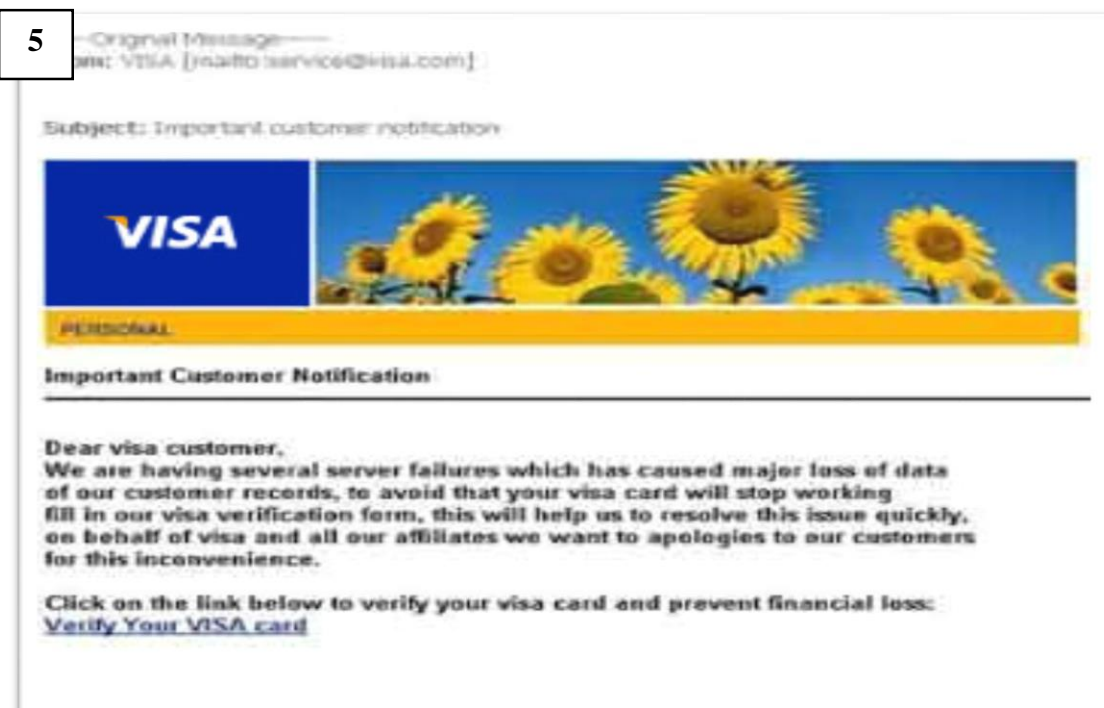 5
-Original Message-----
om: VISA [mailto:service@visa.com]
Subject: Important customer notification
VISA
PERSONAL
Important Customer Notification
Dear visa customer,
We are having several server failures which has caused major loss of data
of our customer records, to avoid that your visa card will stop working
fill in our visa verification form, this will help us to resolve this issue quickly,
on behalf of visa and all our affiliates we want to apologies to our customers
for this inconvenience.
Click on the link below to verify your visa card and prevent financial loss:
Verify Your VISA card